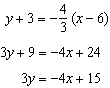 y + 3 = −4/3 (x − 6)
3y + 9 = −4x + 24
3y = −4x + 15